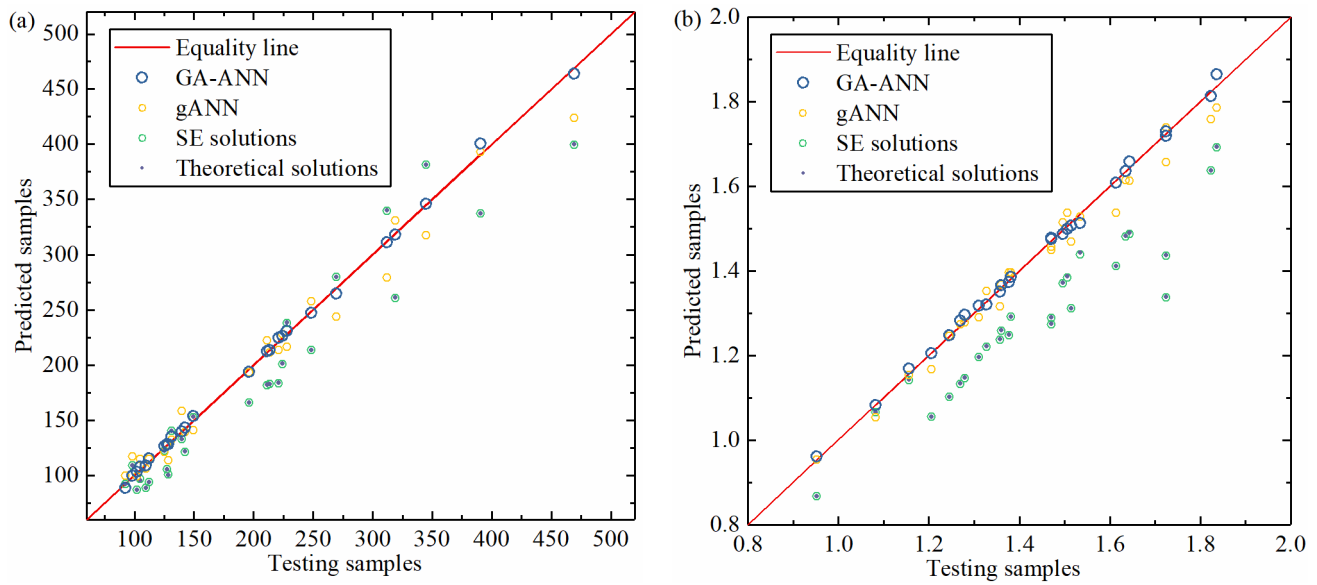 (a)
Equality line
GA-ANN
gANN
SE solutions
Theoretical solutions
500
450
400
350
300
250
200
150
100
Predicted samples
100 150 200 250 300 350 400 450 500
Testing samples
(b)
Equality line
GA-ANN
gANN
SE solutions
Theoretical solutions
2.0
1.8
1.6
1.4
1.2
1.0
0.8
Predicted samples
0.8 1.0 1.2 1.4 1.6 1.8 2.0
Testing samples